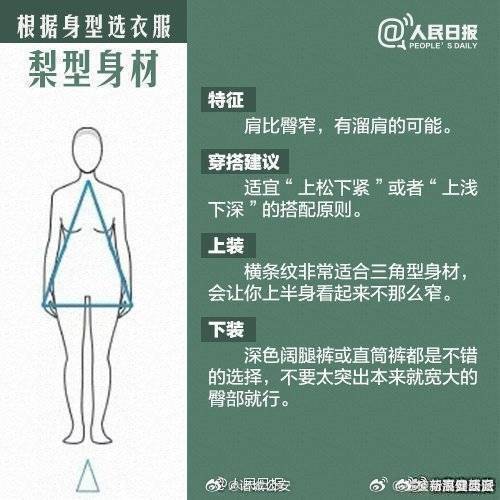 根据身型选衣服
梨型身材
@人民日报
PEOPLE'S DAILY
特征
肩比臀窄，有溜肩的可能。
穿搭建议
适宜“上松下紧”或者“上浅
下深”的搭配原则。
上装
横条纹非常适合三角型身材，
会让你上半身看起来不那么窄。
下装
深色阔腿裤或直筒裤都是不错
的选择，不要太突出本来就宽大的
臀部就行。
@人民日报